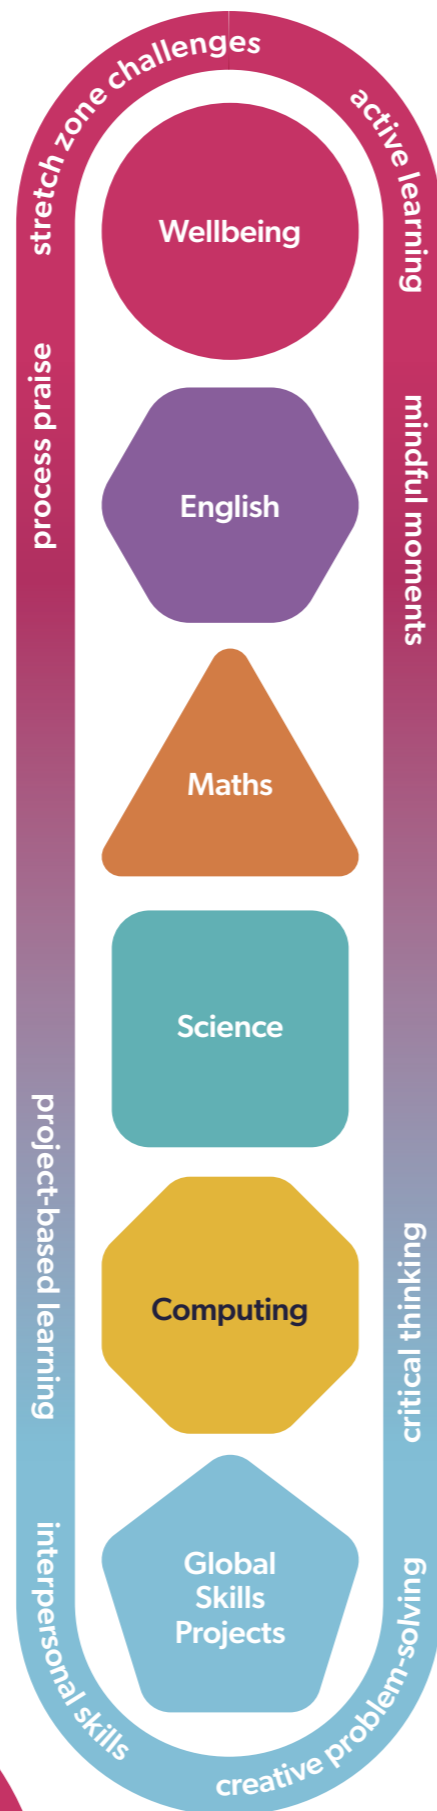 stretch zone challenges
active learning
Wellbeing
process praise
mindful moments
English
Maths
Science
project-based learning
critical thinking
Computing
Global
Skills
Projects
interpersonal skills
creative problem-solving